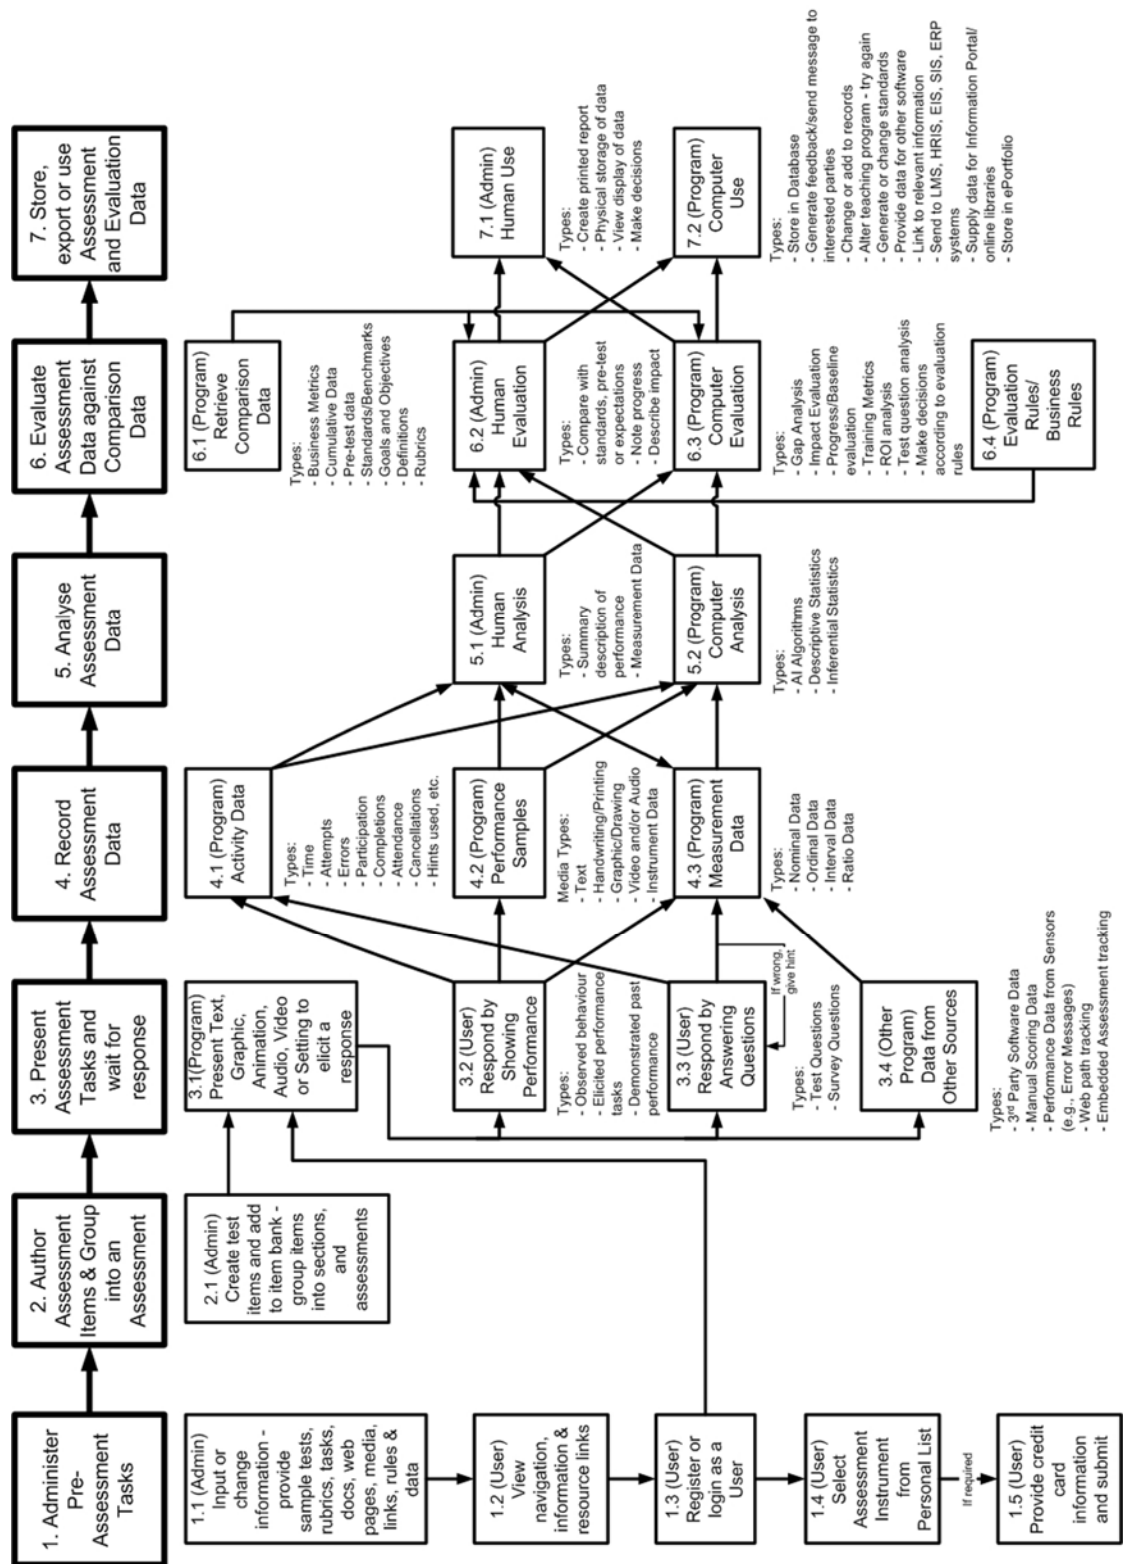 1. Administer
Pre-
Assessment
Tasks
2. Author
Assessment
Items & Group
into an
Assessment
3. Present
Assessment
Tasks and
wait for
response
4. Record
Assessment
Data
5. Analyse
Assessment
Data
6. Evaluate
Assessment
Data against
Comparison
Data
7. Store,
export or use
Assessment
and Evaluation
Data
1.1 (Admin)
Input or
change
information -
provide
sample tests,
rubrics, tasks,
docs, web
pages, media,
links, rules &
data
1.2 (User)
View
navigation,
information &
resource links
1.3 (User)
Register or
login as a
User
1.4 (User)
Select
Assessment
Instrument
from
Personal List
If required
1.5 (User)
Provide credit
card
information
and submit
2.1 (Admin)
Create test
items and add
to item bank -
group items
into sections,
and
assessments
3.1(Program)
Present Text,
Graphic,
Animation,
Audio, Video
or Setting to
elicit a
response
3.2 (User)
Respond by
Showing
Performance
Types:
- Observed behaviour
- Elicited performance
tasks
- Demonstrated past
performance
3.3 (User)
Respond by
Answering
Questions
If wrong,
give hint
Types:
- Test Questions
- Survey Questions
3.4 (Other
Program)
Data from
Other Sources
Types:
- 3rd Party Software Data
- Manual Scoring Data
- Performance Data from Sensors
(e.g., Error Messages)
- Web path tracking
- Embedded Assessment tracking
4.1 (Program)
Activity Data
Types:
- Time
- Attempts
- Errors
- Participation
- Completions
- Attendance
- Cancellations
- Hints used, etc.
4.2 (Program)
Performance
Samples
Media Types:
- Text
- Handwriting/Printing
- Graphic/Drawing
- Video and/or Audio
- Instrument Data
4.3 (Program)
Measurement
Data
Types:
- Nominal Data
- Ordinal Data
- Interval Data
- Ratio Data
5.1 (Admin)
Human
Analysis
Types:
- Summary
description of
performance
- Measurement Data
5.2 (Program)
Computer
Analysis
Types:
- AI Algorithms
- Descriptive Statistics
- Inferential Statistics
6.1 (Program)
Retrieve
Comparison
Data
Types:
- Business Metrics
- Cumulative Data
- Pre-test data
- Standards/Benchmarks
- Goals and Objectives
- Definitions
- Rubrics
6.2 (Admin)
Human
Evaluation
Types:
- Compare with
standards, pre-test
or expectations
- Note progress
- Describe impact
6.3 (Program)
Computer
Evaluation
Types:
- Gap Analysis
- Impact Evaluation
- Progress/Baseline
evaluation
- Training Metrics
- ROI analysis
- Test question analysis
- Make decisions
according to evaluation
rules
6.4 (Program)
Evaluation
Rules/
Business
Rules
7.1 (Admin)
Human Use
Types:
- Create printed report
- Physical storage of data
- View display of data
- Make decisions
7.2 (Program)
Computer
Use
Types:
- Store in Database
- Generate feedback/send message to
interested parties
- Change or add to records
- Alter teaching program - try again
- Generate or change standards
- Provide data for other software
- Link to relevant information
- Send to LMS, HRIS, EIS, SIS, ERP
systems
- Supply data for Information Portal/
online libraries
- Store in ePortfolio